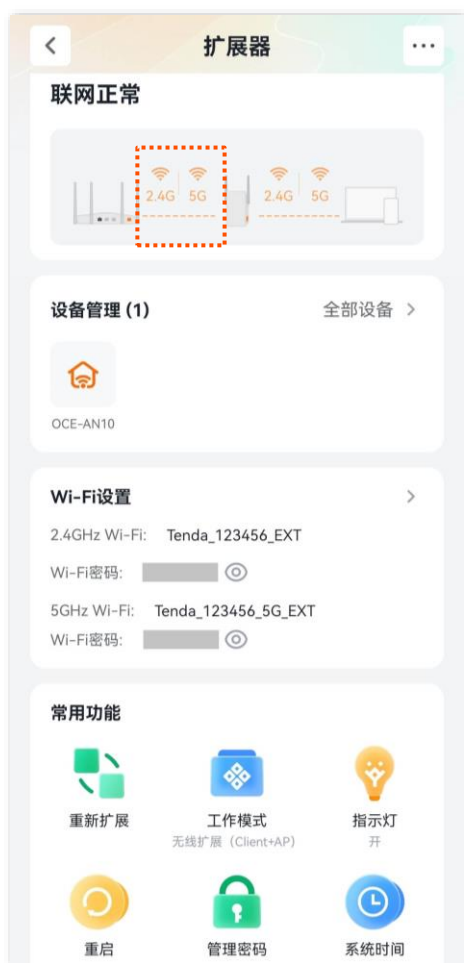 扩展器
联网正常
2.4G 5G 2.4G 5G
设备管理 (1) 全部设备
OCE-AN10
Wi-Fi设置
2.4GHz Wi-Fi: Tenda_123456_EXT
Wi-Fi密码:
5GHz Wi-Fi: Tenda_123456_5G_EXT
Wi-Fi密码:
常用功能
重新扩展 工作模式 指示灯
无线扩展（Client+AP） 开
重启 管理密码 系统时间